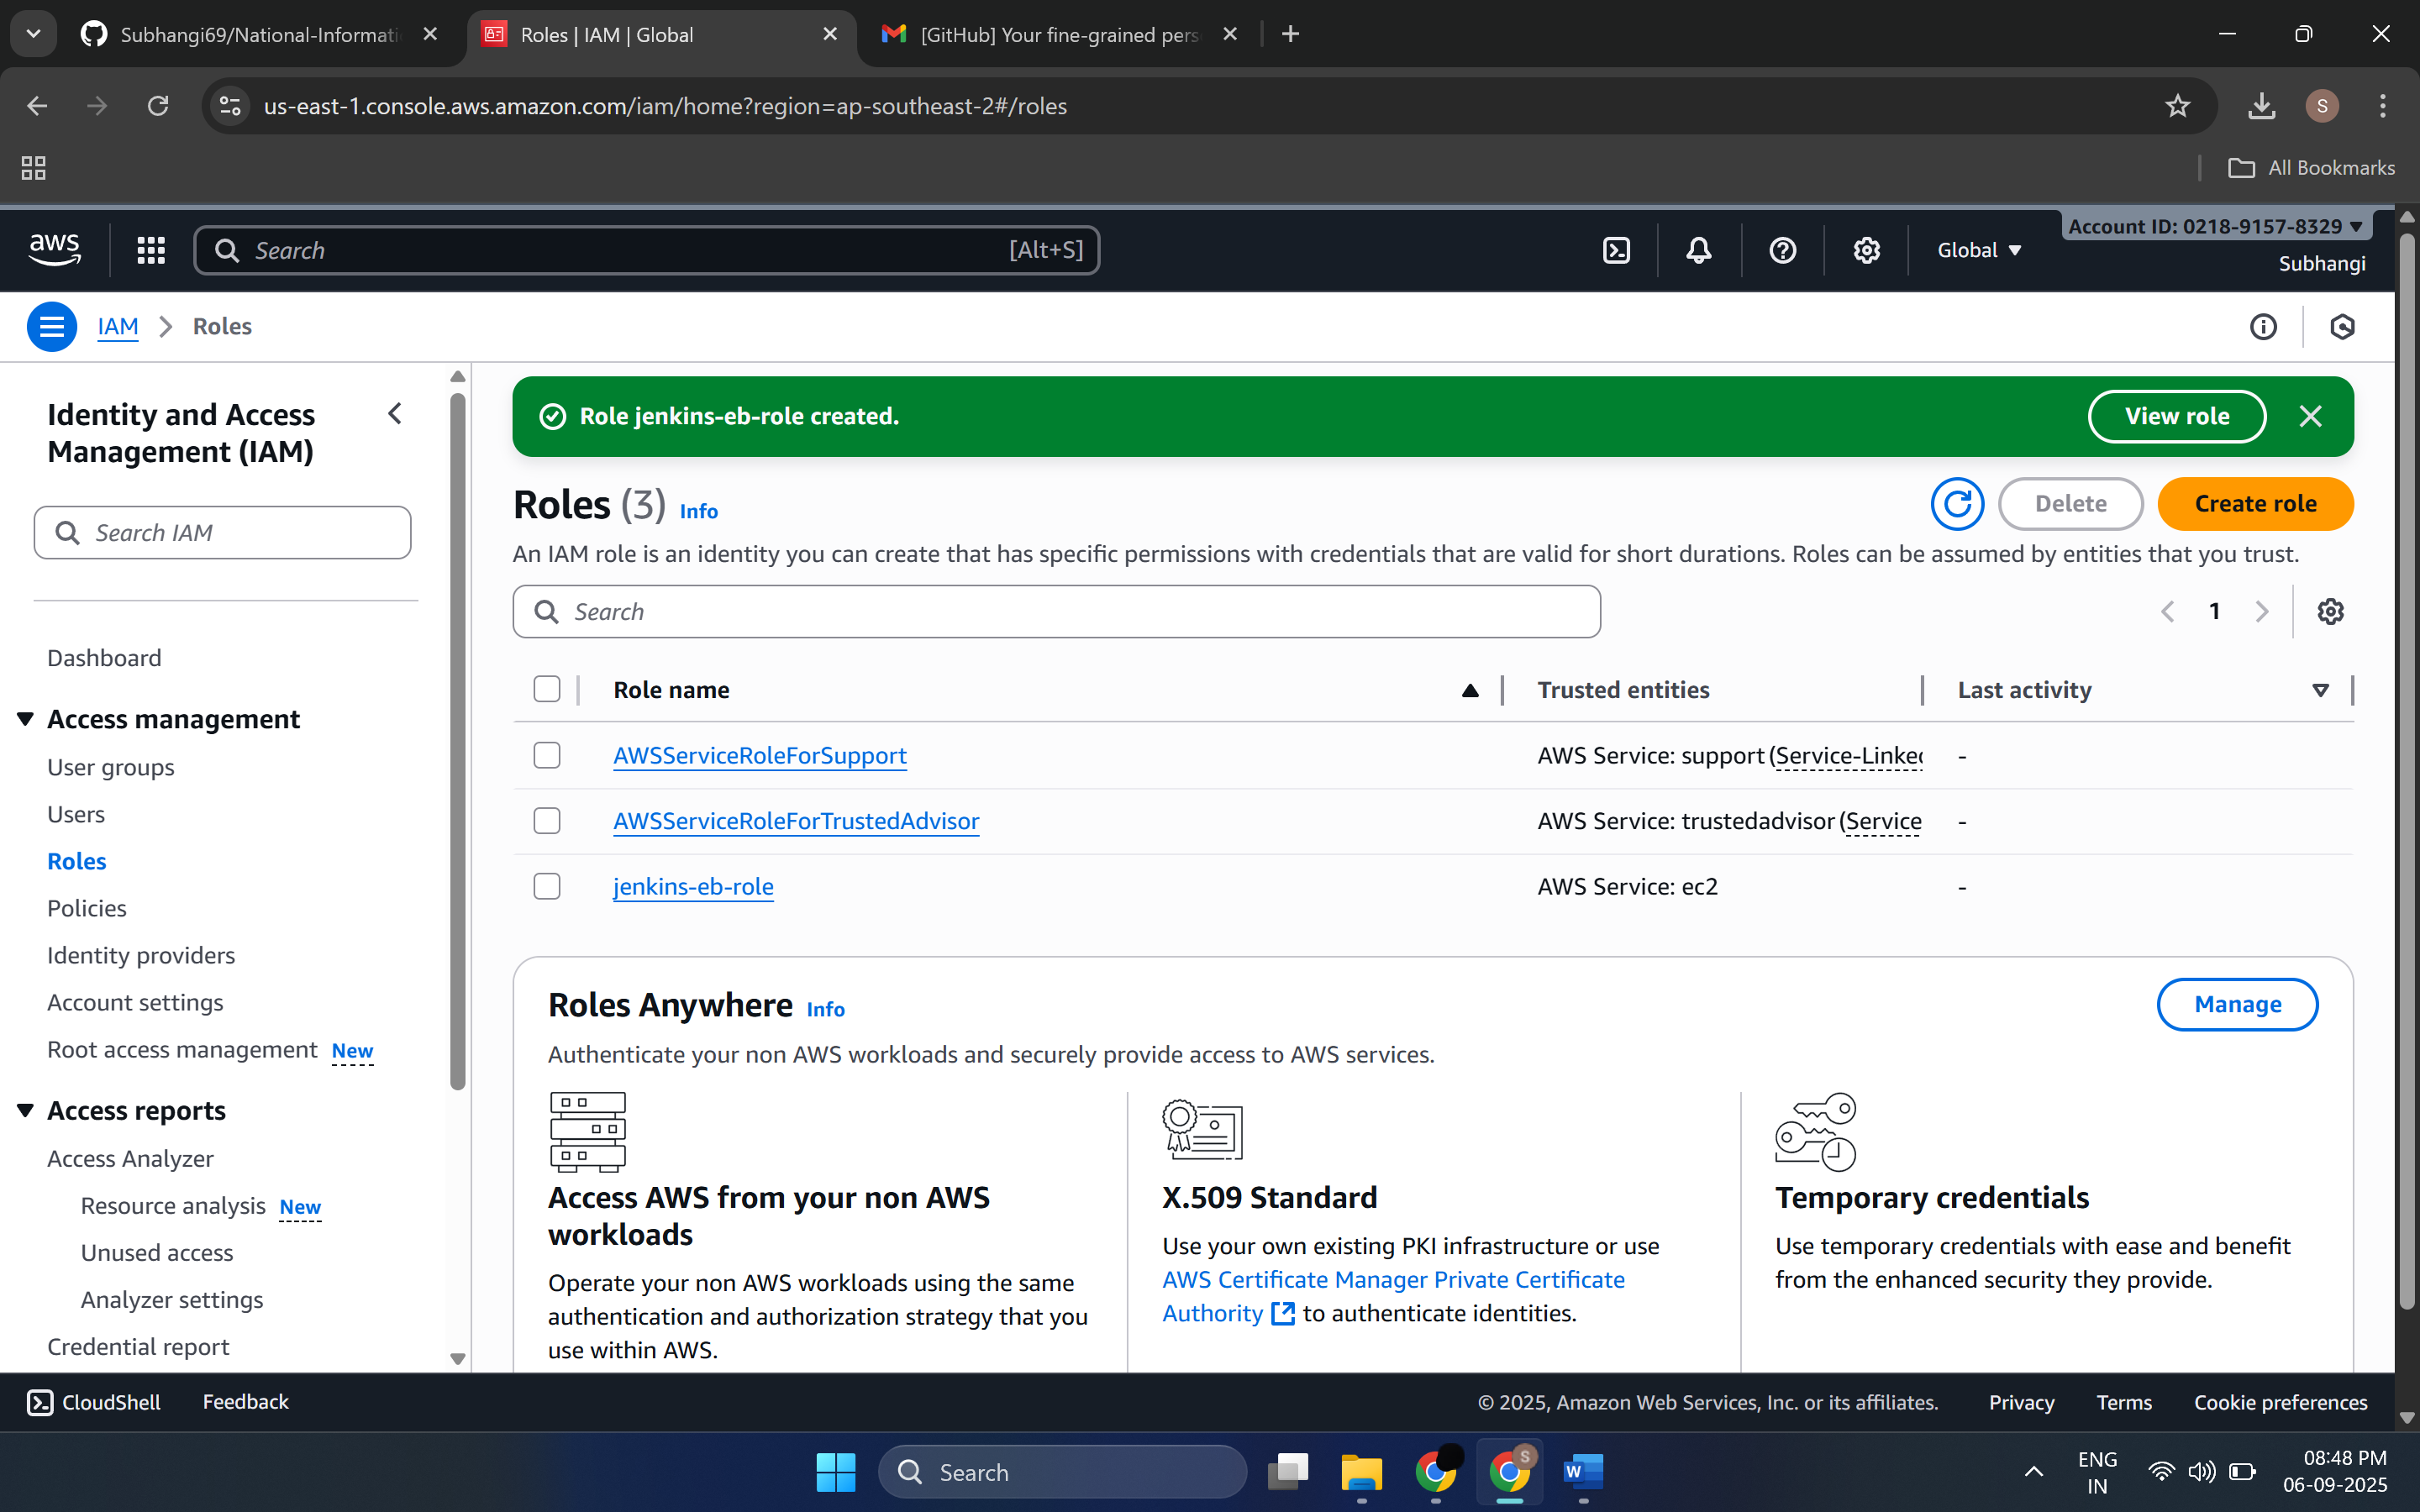 Subhangi69/National-Informati
Roles | IAM | Global
[GitHub] Your fine-grained pers
us-east-1.console.aws.amazon.com/iam/home?region=ap-southeast-2#/roles
S
All Bookmarks
aws
Search
[Alt+S]
Global
Account ID: 0218-9157-8329
Subhangi
IAM
Roles
Identity and Access
Management (IAM)
Search IAM
Dashboard
Access management
User groups
Users
Roles
Policies
Identity providers
Account settings
Root access management New
Access reports
Access Analyzer
Resource analysis New
Unused access
Analyzer settings
Credential report
Role jenkins-eb-role created.
View role
Roles (3) Info
Delete
Create role
An IAM role is an identity you can create that has specific permissions with credentials that are valid for short durations. Roles can be assumed by entities that you trust.
Search
1
Role name
Trusted entities
Last activity
AWSServiceRoleForSupport
AWS Service: support (Service-Linked
-
AWSServiceRoleForTrustedAdvisor
AWS Service: trustedadvisor (Service
-
jenkins-eb-role
AWS Service: ec2
-
Roles Anywhere Info
Manage
Authenticate your non AWS workloads and securely provide access to AWS services.
Access AWS from your non AWS
workloads
Operate your non AWS workloads using the same
authentication and authorization strategy that you
use within AWS.
X.509 Standard
Use your own existing PKI infrastructure or use
AWS Certificate Manager Private Certificate
Authority to authenticate identities.
Temporary credentials
Use temporary credentials with ease and benefit
from the enhanced security they provide.
CloudShell
Feedback
© 2025, Amazon Web Services, Inc. or its affiliates.
Privacy
Terms
Cookie preferences
Search
S
W
ENG
IN
08:48 PM
06-09-2025